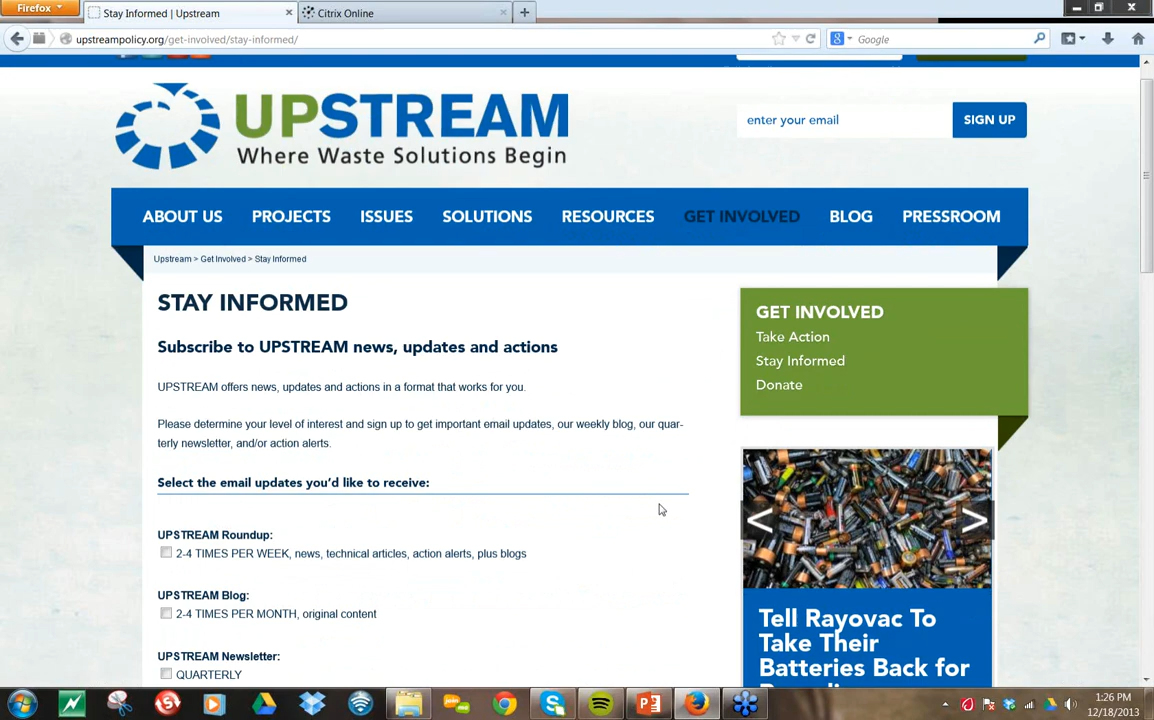 Firefox
Stay Informed | Upstream
Citrix Online
upstreampolicy.org/get-involved/stay-informed/
Google
UPSTREAM
Where Waste Solutions Begin
enter your email
SIGN UP
ABOUT US
PROJECTS
ISSUES
SOLUTIONS
RESOURCES
GET INVOLVED
BLOG
PRESSROOM
Upstream > Get Involved > Stay Informed
STAY INFORMED
Subscribe to UPSTREAM news, updates and actions
UPSTREAM offers news, updates and actions in a format that works for you.
Please determine your level of interest and sign up to get important email updates, our weekly blog, our quar-
terly newsletter, and/or action alerts.
Select the email updates you'd like to receive:
UPSTREAM Roundup:
2-4 TIMES PER WEEK, news, technical articles, action alerts, plus blogs
UPSTREAM Blog:
2-4 TIMES PER MONTH, original content
UPSTREAM Newsletter:
QUARTERLY
GET INVOLVED
Take Action
Stay Informed
Donate
Tell Rayovac To
Take Their
Batteries Back for
1:26 PM
12/18/2013